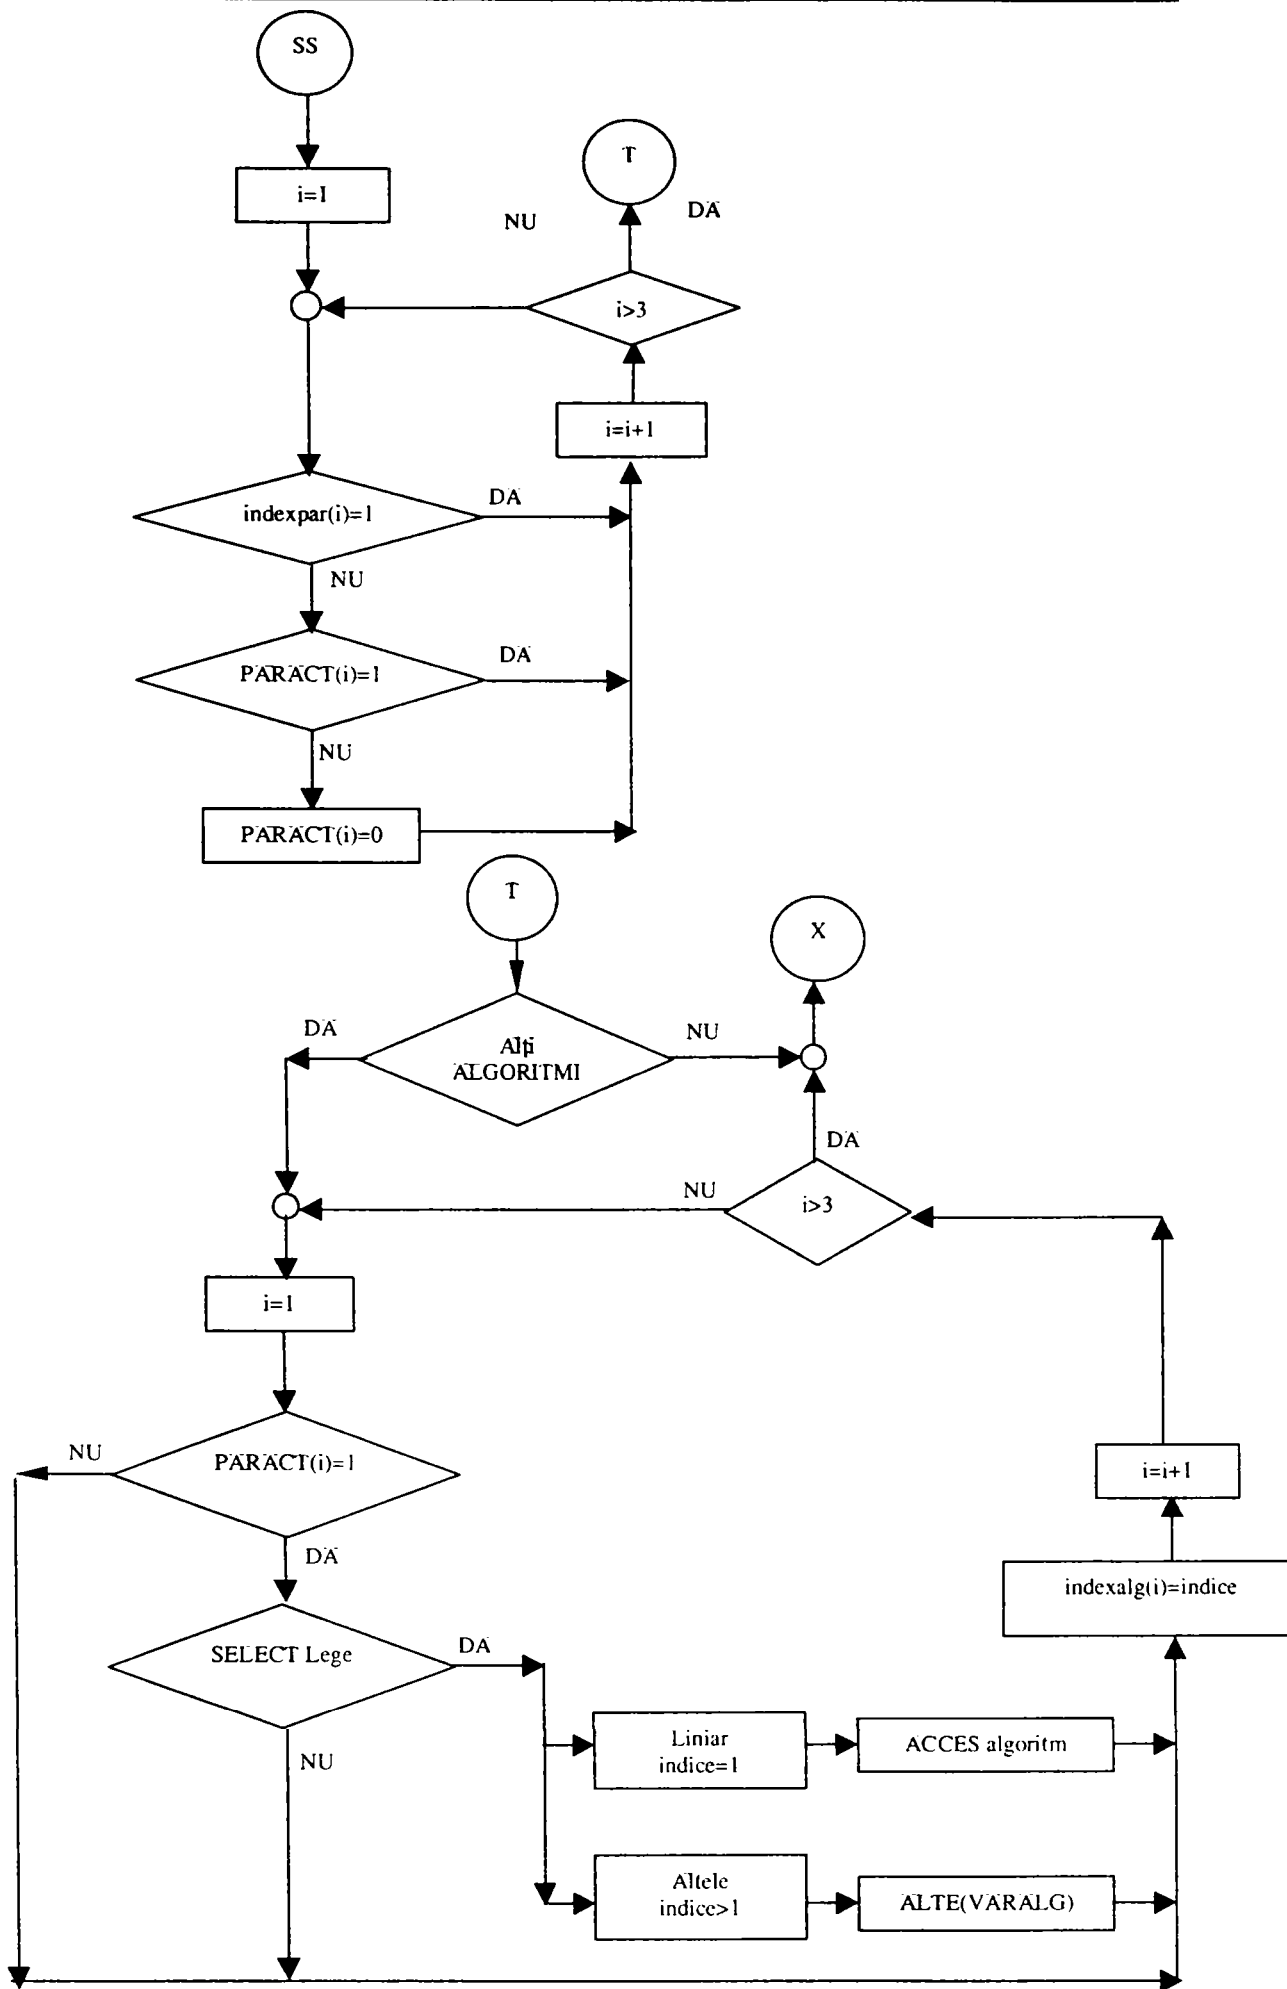 SS
T
i=1
NU
DA
i>3
i=i+1
indexpar(i)=1
DA
NU
PARACT(i)=1
DA
NU
PARACT(i)=0
T
X
DA
Alţi
ALGORITMI
NU
DA
NU
i>3
i=1
NU
PARACT(i)=1
i=i+1
DA
indexalg(i)=indice
SELECT Lege
DA
Liniar
indice=1
ACCES algoritm
NU
Altele
indice>1
ALTE(VARALG)